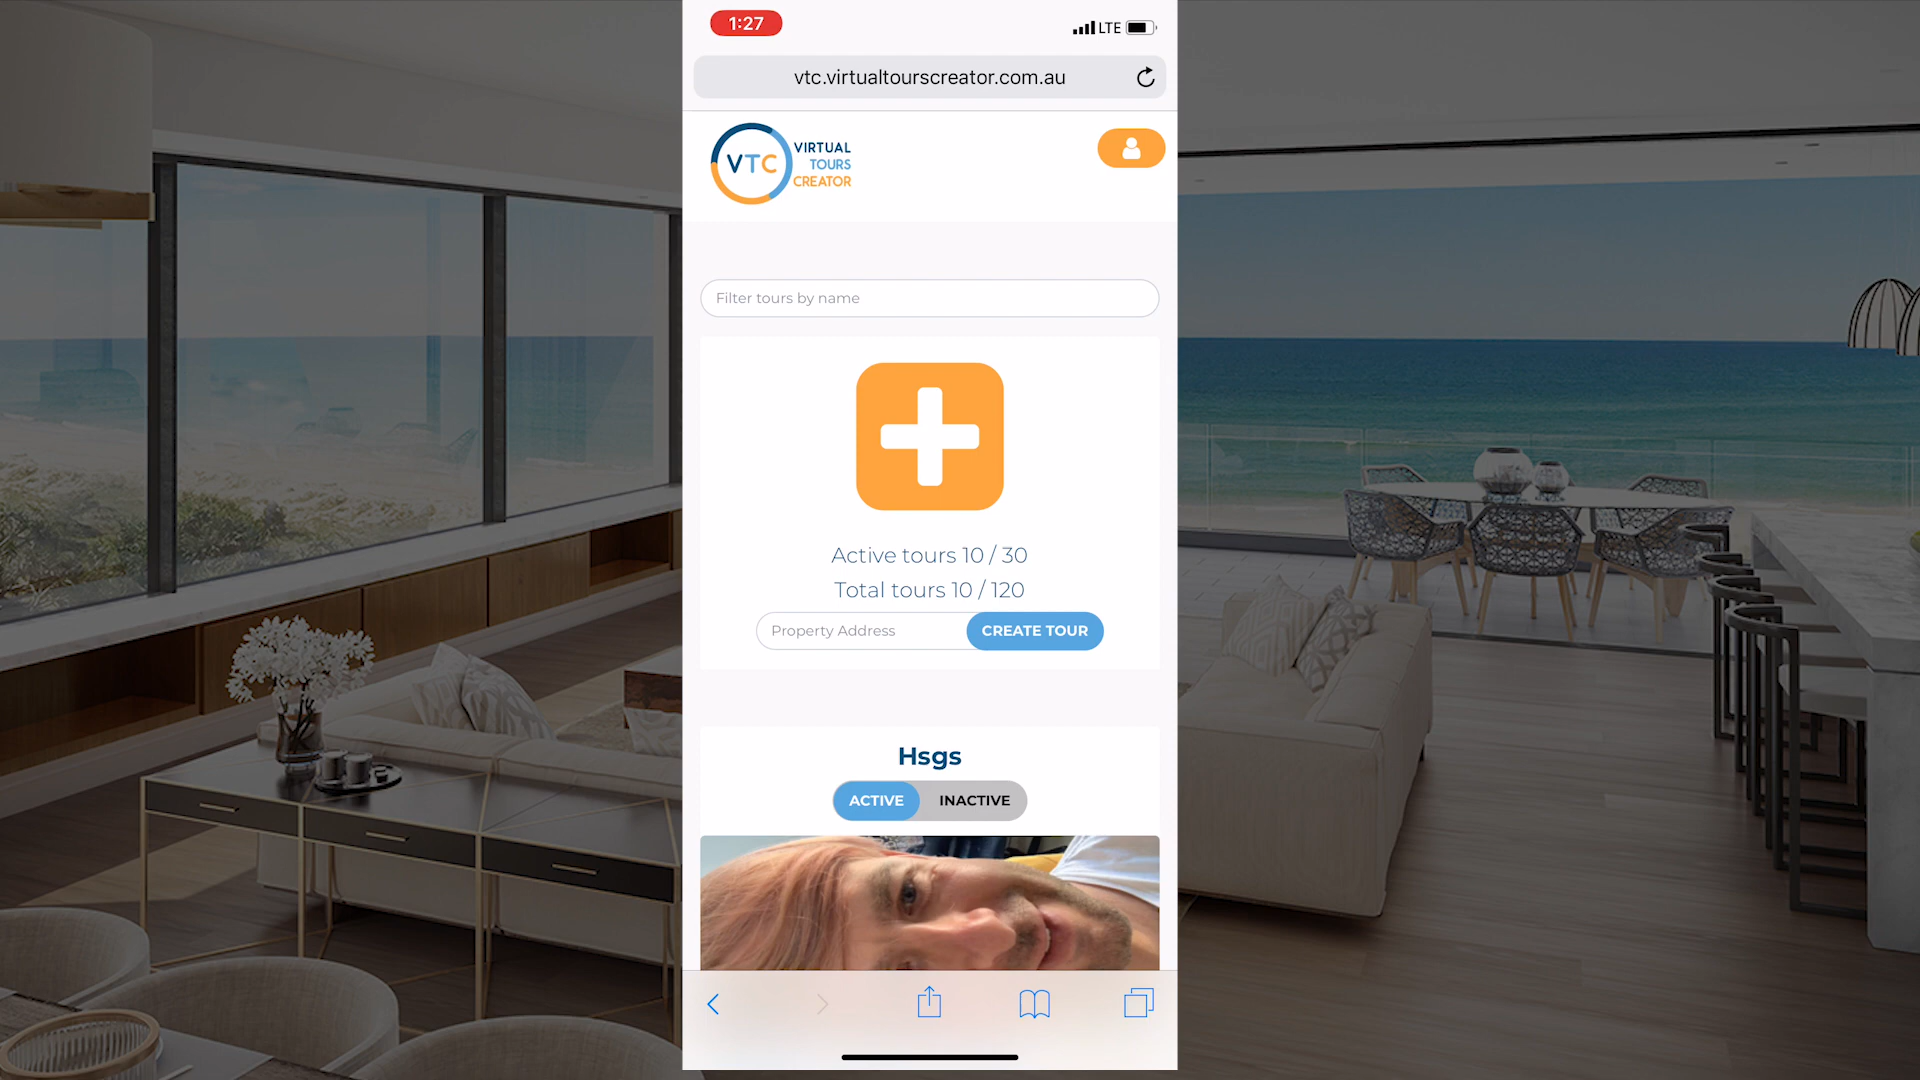 1:27
LTE
vtc.virtualtourscreator.com.au
VTC
VIRTUAL
TOURS
CREATOR
Filter tours by name
Active tours 10 / 30
Total tours 10 / 120
Property Address
CREATE TOUR
Hsgs
ACTIVE
INACTIVE